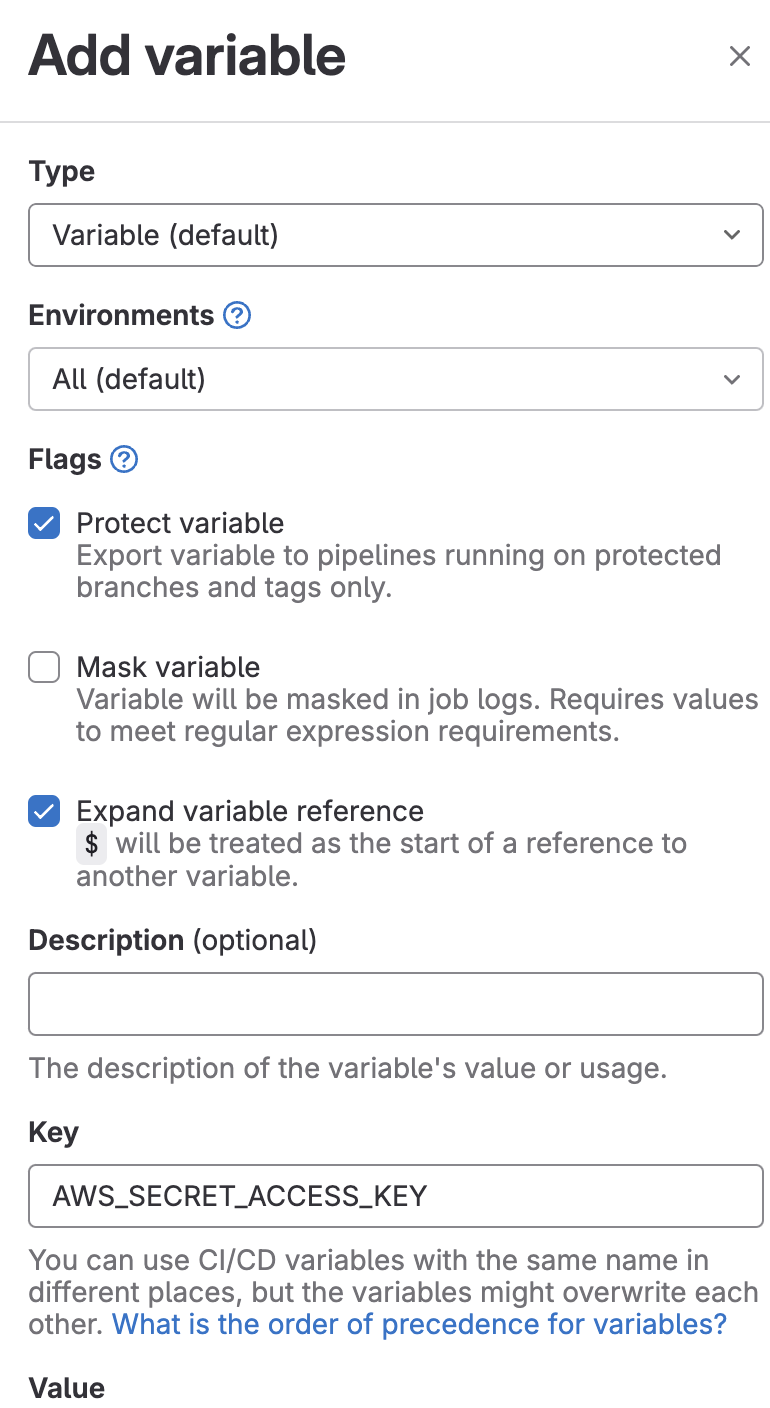 Add variable
Type
Variable (default)
Environments
All (default)
Flags
Protect variable
Export variable to pipelines running on protected
branches and tags only.
Mask variable
Variable will be masked in job logs. Requires values
to meet regular expression requirements.
Expand variable reference
$ will be treated as the start of a reference to
another variable.
Description (optional)
The description of the variable's value or usage.
Key
AWS_SECRET_ACCESS_KEY
You can use CI/CD variables with the same name in
different places, but the variables might overwrite each
other. What is the order of precedence for variables?
Value